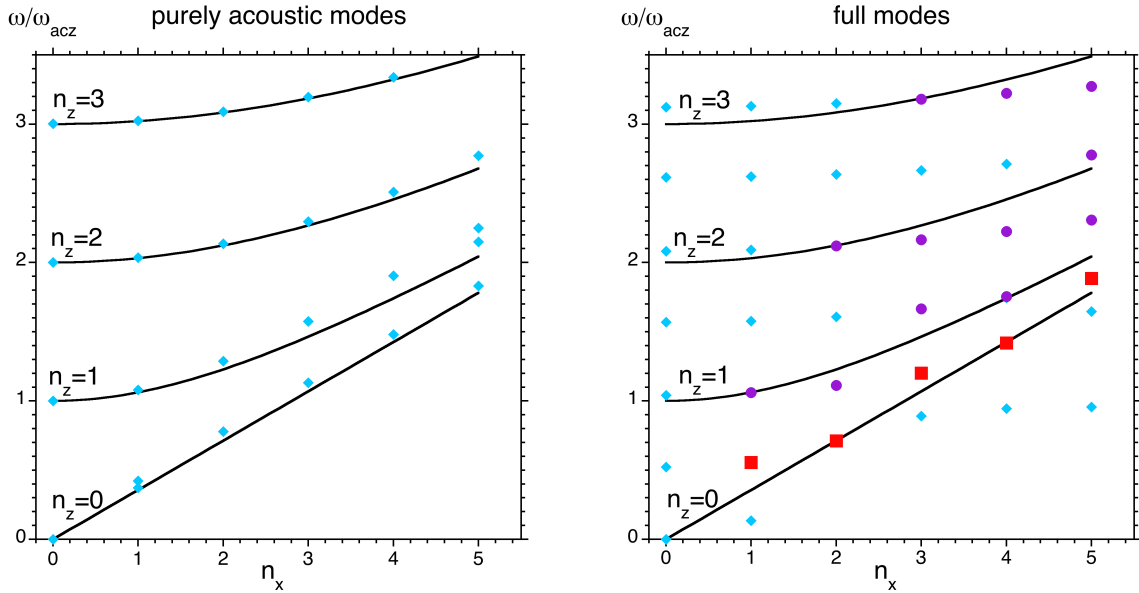 ω/ω_acz purely acoustic modes
3
2
1
0
n_z=3
n_z=2
n_z=1
n_z=0
0 1 2 3 4 5
n_x
ω/ω_acz full modes
3
2
1
0
n_z=3
n_z=2
n_z=1
n_z=0
0 1 2 3 4 5
n_x